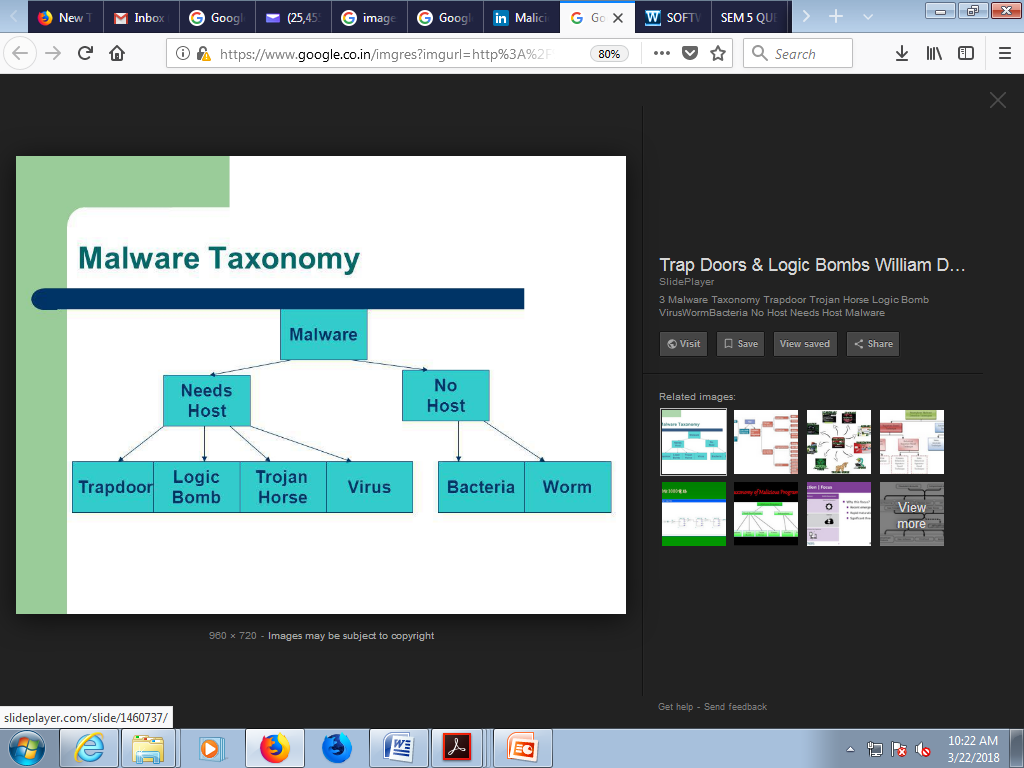 New T
Inbox
Googl
(25,45
image
Googl
Malici
Go
SOFTW
SEM 5 QUE
https://www.google.co.in/imgres?imgurl=http%3A%2F
80%
Search
Malware Taxonomy
Malware
Needs
Host
No
Host
Trapdoor
Logic
Bomb
Trojan
Horse
Virus
Bacteria
Worm
960 × 720 - Images may be subject to copyright
Trap Doors & Logic Bombs William D…
SlidePlayer
3 Malware Taxonomy Trapdoor Trojan Horse Logic Bomb
VirusWormBacteria No Host Needs Host Malware
Visit
Save
View saved
Share
Related images:
View
more
Get help - Send feedback
slideplayer.com/slide/1460737/
10:22 AM
3/22/2018